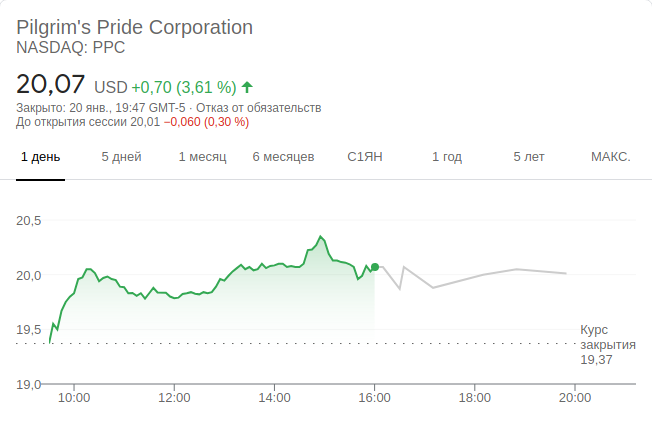 Pilgrim's Pride Corporation
NASDAQ: PPC
20,07 USD +0,70 (3,61 %)
Закрыто: 20 янв., 19:47 GMT-5 · Отказ от обязательств
До открытия сессии 20,01 −0,060 (0,30 %)
1 день 5 дней 1 месяц 6 месяцев С1ЯН 1 год 5 лет МАКС.
20,5
20,0
19,5
Курс
закрытия
19,37
19,0
10:00 12:00 14:00 16:00 18:00 20:00